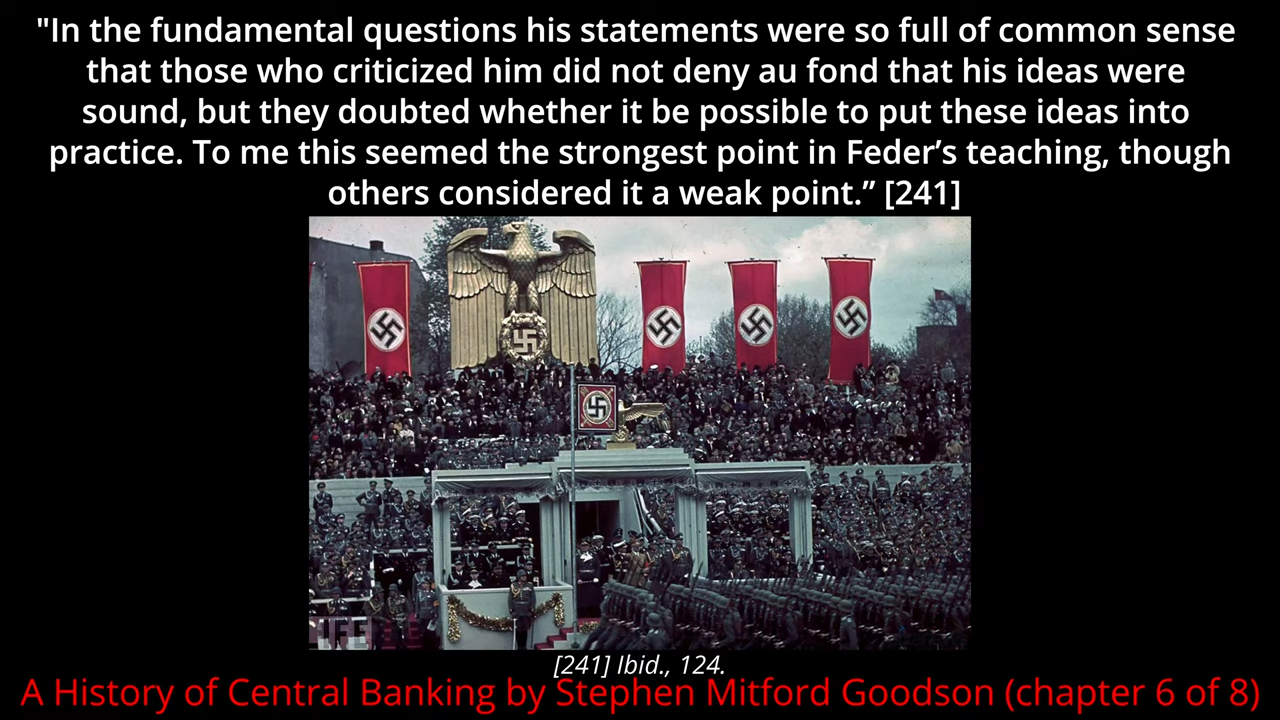 "In the fundamental questions his statements were so full of common sense
that those who criticized him did not deny au fond that his ideas were
sound, but they doubted whether it be possible to put these ideas into
practice. To me this seemed the strongest point in Feder’s teaching, though
others considered it a weak point.” [241]
LIFE
[241] Ibid., 124.
A History of Central Banking by Stephen Mitford Goodson (chapter 6 of 8)